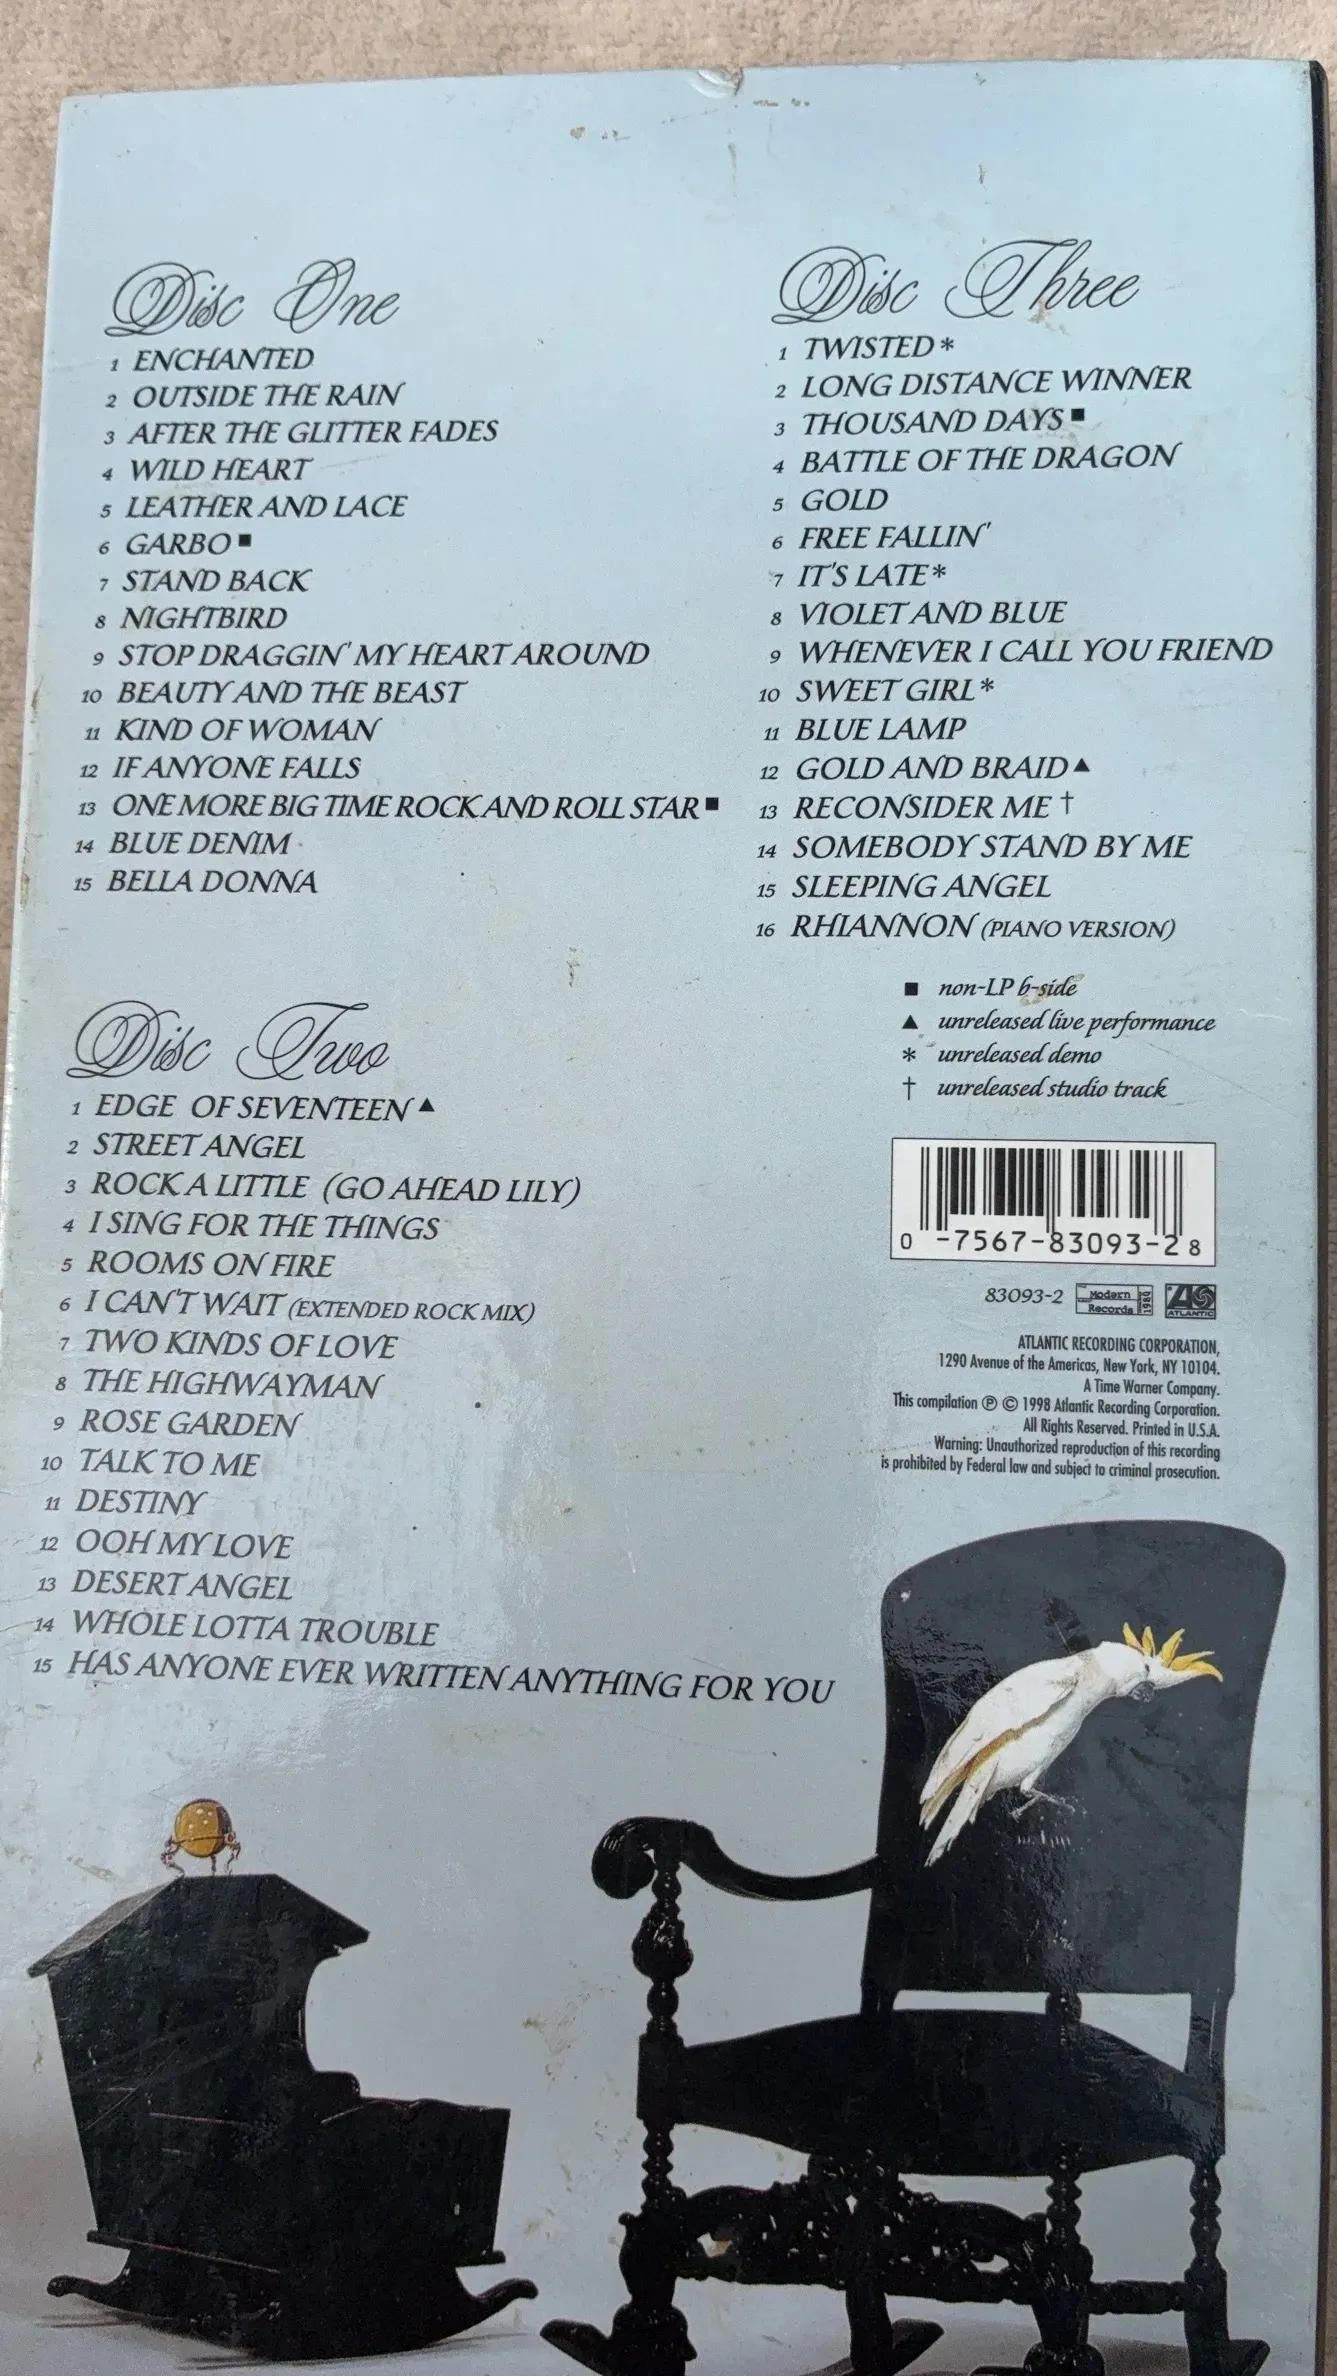 Disc One
1 ENCHANTED
2 OUTSIDE THE RAIN
3 AFTER THE GLITTER FADES
4 WILD HEART
5 LEATHER AND LACE
6 GARBO ■
7 STAND BACK
8 NIGHTBIRD
9 STOP DRAGGIN' MY HEART AROUND
10 BEAUTY AND THE BEAST
11 KIND OF WOMAN
12 IF ANYONE FALLS
13 ONE MORE BIG TIME ROCK AND ROLL STAR ■
14 BLUE DENIM
15 BELLA DONNA
Disc Two
1 EDGE OF SEVENTEEN ▲
2 STREET ANGEL
3 ROCK A LITTLE (GO AHEAD LILY)
4 I SING FOR THE THINGS
5 ROOMS ON FIRE
6 I CAN'T WAIT (EXTENDED ROCK MIX)
7 TWO KINDS OF LOVE
8 THE HIGHWAYMAN
9 ROSE GARDEN
10 TALK TO ME
11 DESTINY
12 OOH MY LOVE
13 DESERT ANGEL
14 WHOLE LOTTA TROUBLE
15 HAS ANYONE EVER WRITTEN ANYTHING FOR YOU
Disc Three
1 TWISTED *
2 LONG DISTANCE WINNER
3 THOUSAND DAYS ■
4 BATTLE OF THE DRAGON
5 GOLD
6 FREE FALLIN'
7 IT'S LATE *
8 VIOLET AND BLUE
9 WHENEVER I CALL YOU FRIEND
10 SWEET GIRL *
11 BLUE LAMP
12 GOLD AND BRAID ▲
13 RECONSIDER ME †
14 SOMEBODY STAND BY ME
15 SLEEPING ANGEL
16 RHIANNON (PIANO VERSION)
■ non-LP b-side
▲ unreleased live performance
* unreleased demo
† unreleased studio track
0 -7567-83093-2 8
83093-2 Modern Records 1980 ATLANTIC
ATLANTIC RECORDING CORPORATION,
1290 Avenue of the Americas, New York, NY 10104.
A Time Warner Company.
This compilation ℗ © 1998 Atlantic Recording Corporation.
All Rights Reserved. Printed in U.S.A.
Warning: Unauthorized reproduction of this recording
is prohibited by Federal law and subject to criminal prosecution.